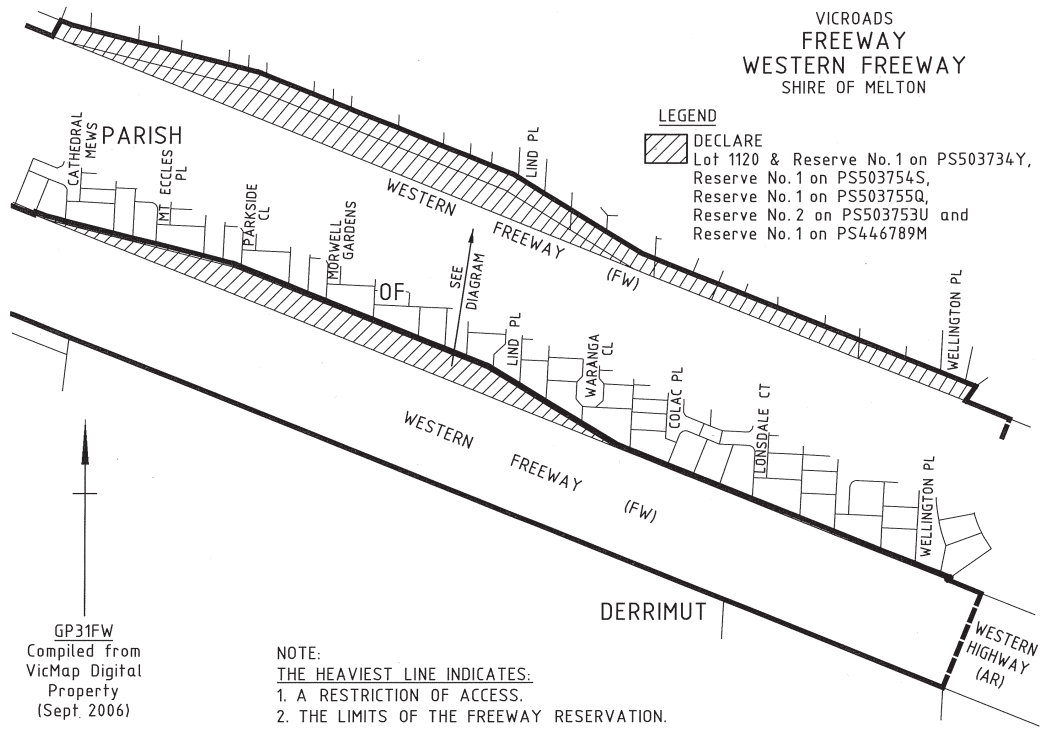 VICROADS
FREEWAY
WESTERN FREEWAY
SHIRE OF MELTON
LEGEND
DECLARE
Lot 1120 & Reserve No.1 on PS503734Y,
Reserve No.1 on PS503754S,
Reserve No.1 on PS503755Q,
Reserve No.2 on PS503753U and
Reserve No.1 on PS446789M
LIND PL
WESTERN FREEWAY (FW)
WELLINGTON PL
PARISH
CATHEDRAL
MEWS
MT ECCLES
PL
PARKSIDE
CL
MORWELL
GARDENS
OF
SEE
DIAGRAM
LIND PL
WARANGA
CL
COLAC PL
LONSDALE CT
WELLINGTON PL
WESTERN FREEWAY (FW)
DERRIMUT
WESTERN
HIGHWAY
(AR)
GP31FW
Compiled from
VicMap Digital
Property
(Sept 2006)
NOTE:
THE HEAVIEST LINE INDICATES:
1. A RESTRICTION OF ACCESS.
2. THE LIMITS OF THE FREEWAY RESERVATION.